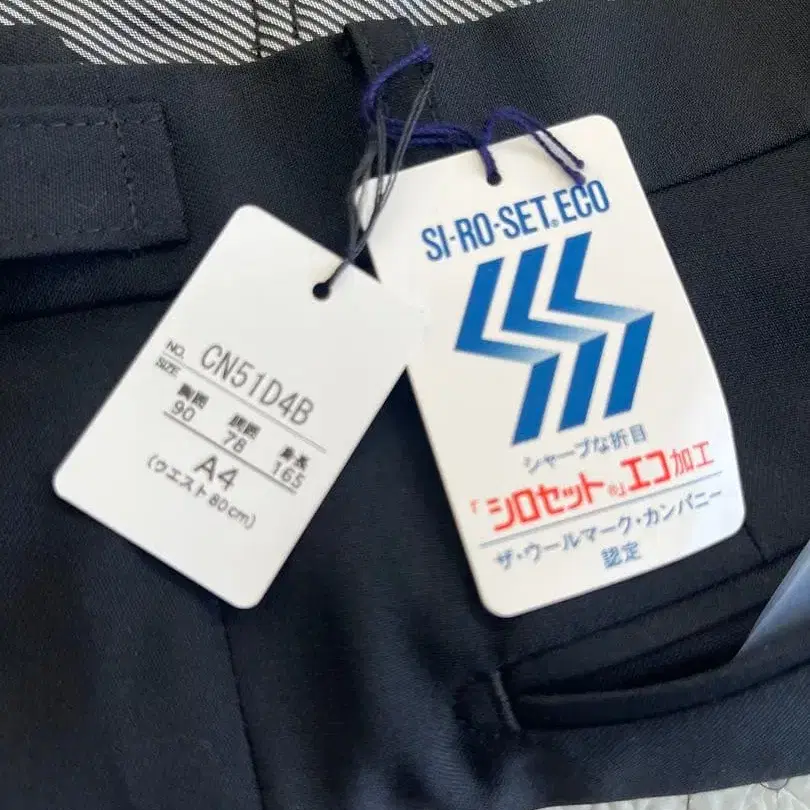 NO. CN51D4B
SIZE
胸囲 胴囲 身長
90 78 165
A4
(ウエスト80cm)
SI-RO-SET®ECO
シャープな折目
「シロセット®」エコ加工
ザ・ウールマーク・カンパニー
認定